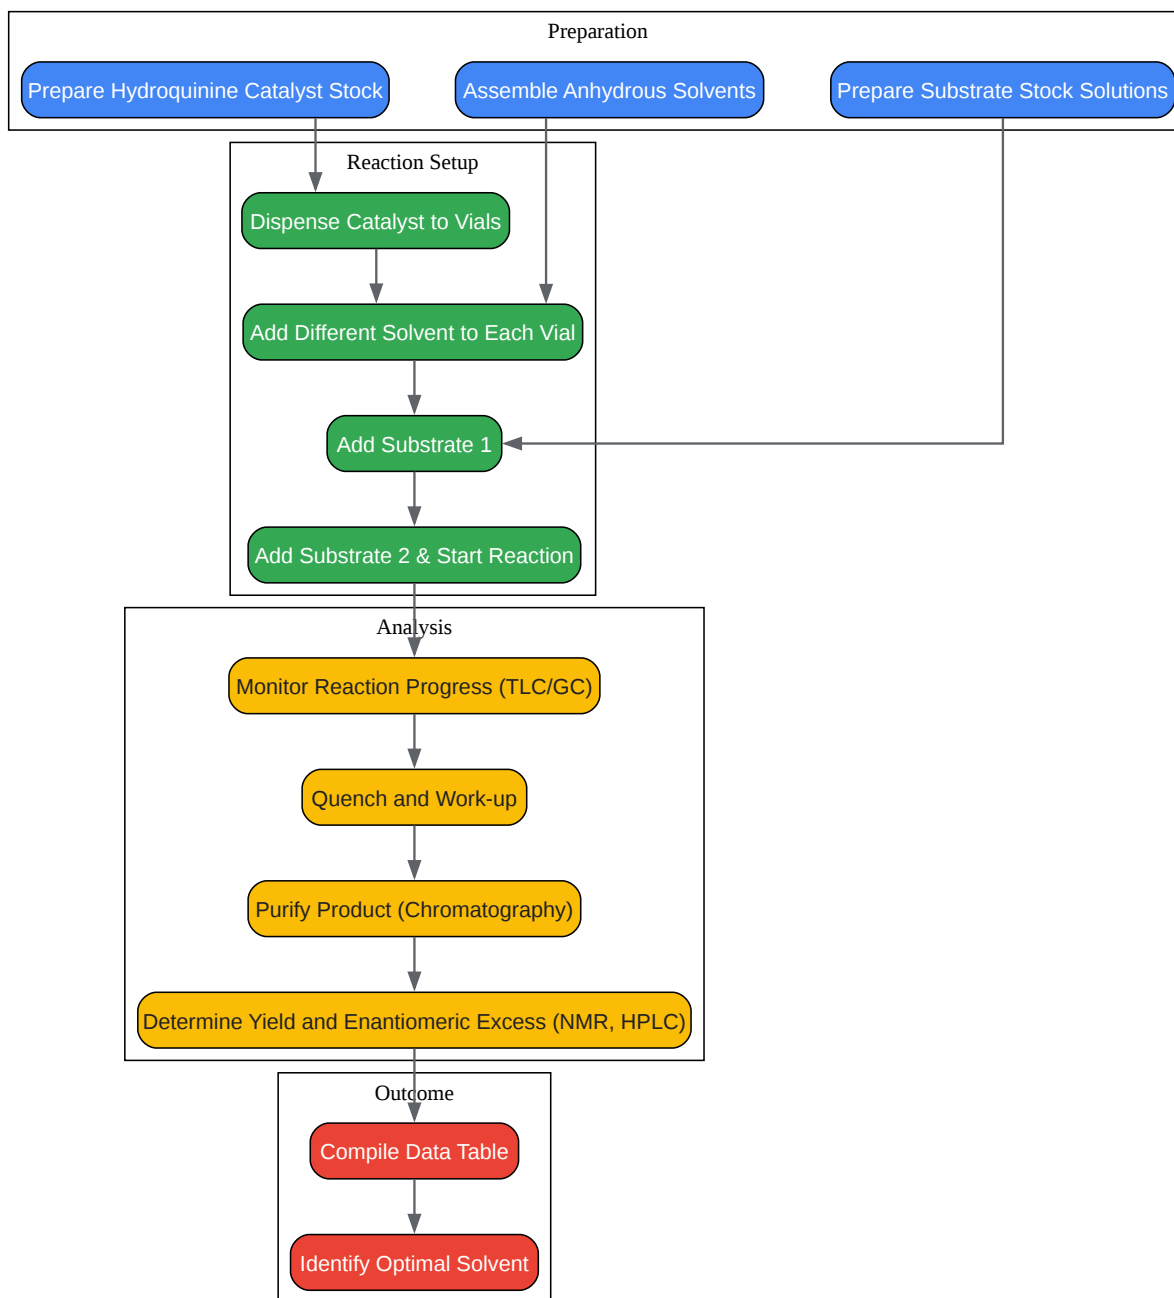 Preparation
Prepare Hydroquinine Catalyst Stock
Assemble Anhydrous Solvents
Prepare Substrate Stock Solutions
Reaction Setup
Dispense Catalyst to Vials
Add Different Solvent to Each Vial
Add Substrate 1
Add Substrate 2 & Start Reaction
Analysis
Monitor Reaction Progress (TLC/GC)
Quench and Work-up
Purify Product (Chromatography)
Determine Yield and Enantiomeric Excess (NMR, HPLC)
Outcome
Compile Data Table
Identify Optimal Solvent